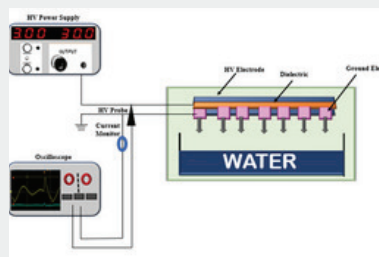 HV Power Supply
300 300
OUTPUT
HV Electrode
Dielectric
Ground Ele
HV Probe
Current
Monitor
Oscilloscope
WATER